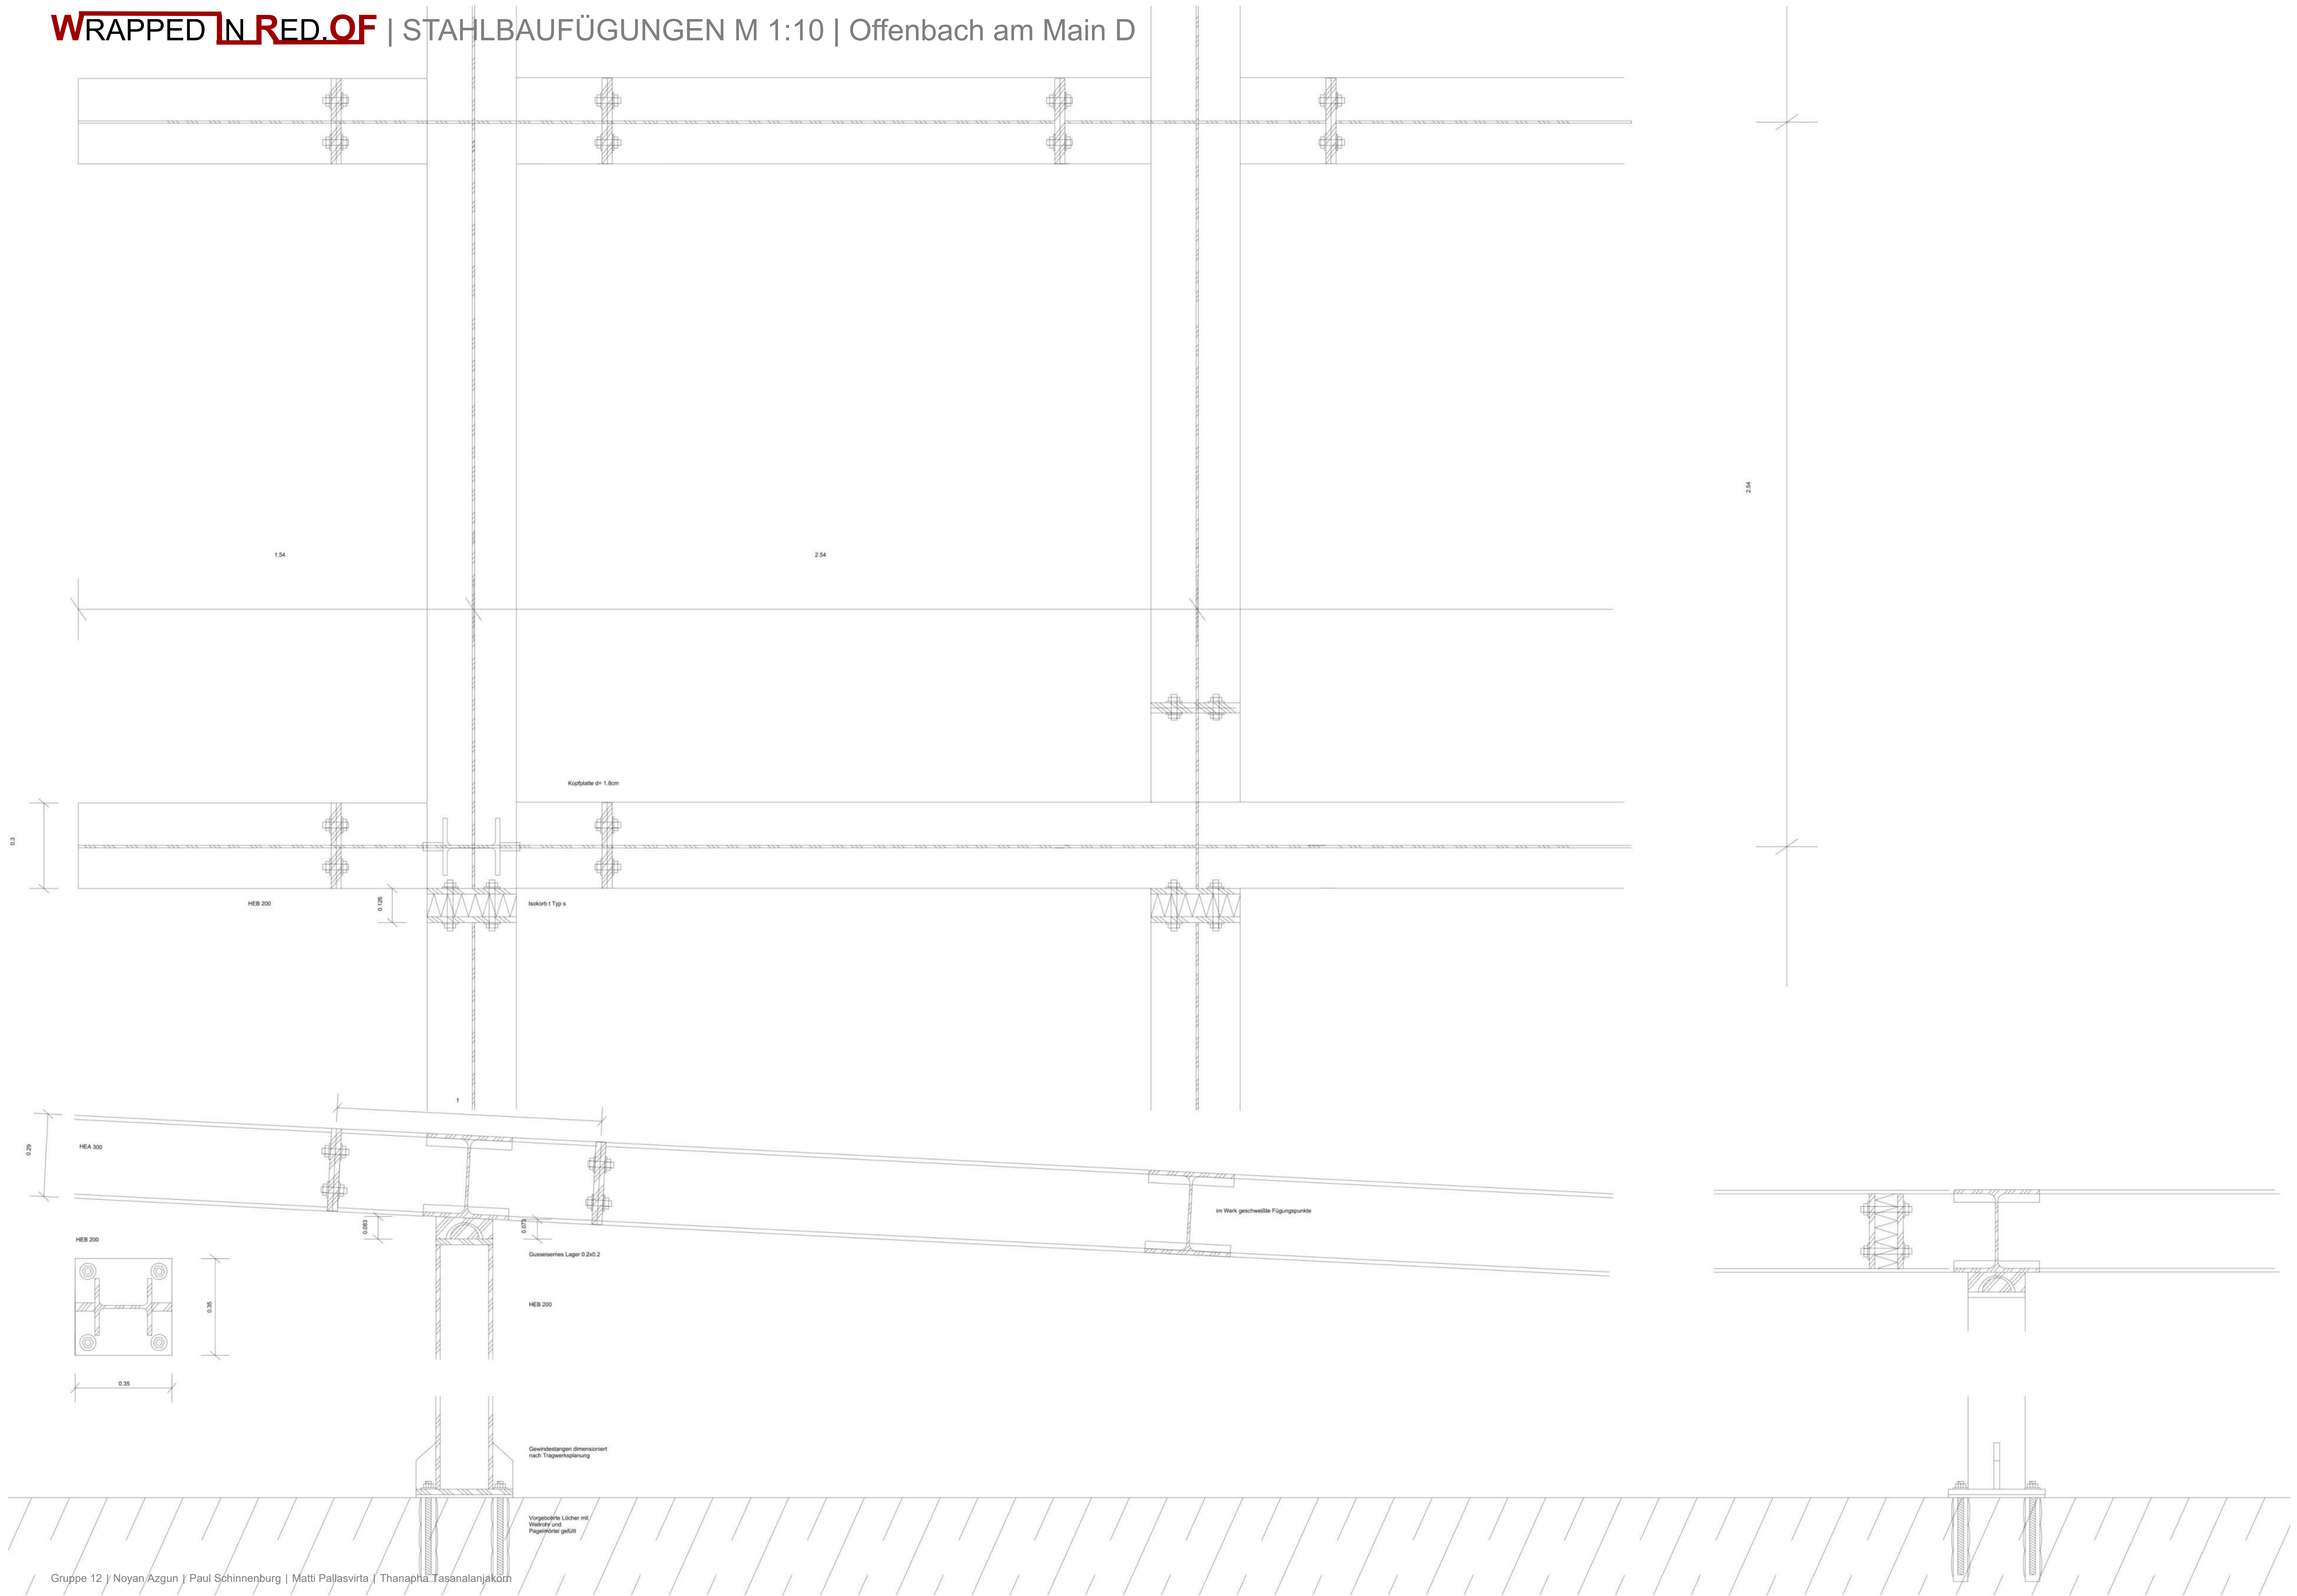 WRAPPED IN RED.OF | STAHLBAUFÜGUNGEN M 1:10 | Offenbach am Main D
2.54
1.54
2.54
Kopfplatte d= 1.8cm
0.3
HEB 200
0.126
Isokorb t Typ s
1
0.29
HEA 300
im Werk geschweißte Fügungspunkte
0.083
0.073
HEB 200
Gusseisernes Lager 0.2x0.2
HEB 200
0.35
0.35
Gewindestangen dimensioniert
nach Tragwerksplanung
Vorgebohrte Löcher mit
Wellrohr und
Pagelmörtel gefüllt
Gruppe 12 | Noyan Azgun | Paul Schinnenburg | Matti Pallasvirta | Thanapha Tasanalanjakorn